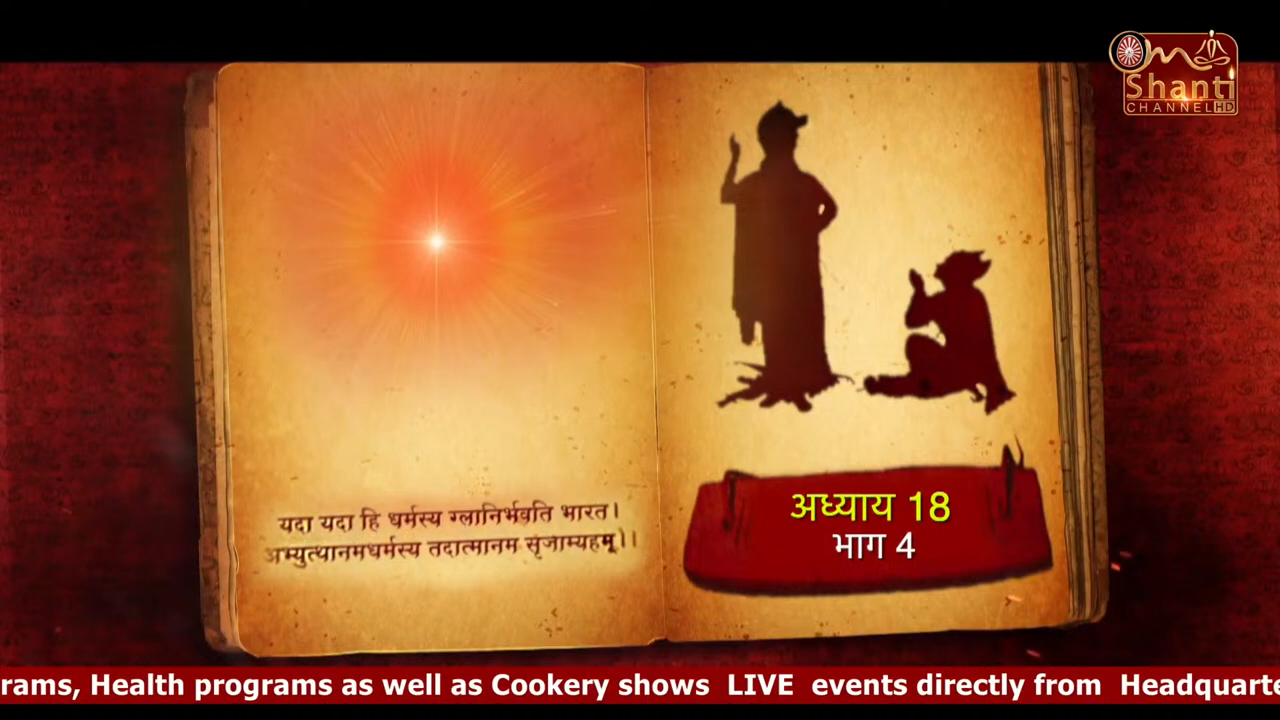 Om
Shanti
CHANNEL HD
यदा यदा हि धर्मस्य ग्लानिर्भवति भारत।
अभ्युत्थानमधर्मस्य तदात्मानम सृजाम्यहम्।।
अध्याय 18
भाग 4
rams, Health programs as well as Cookery shows LIVE events directly from Headquarte